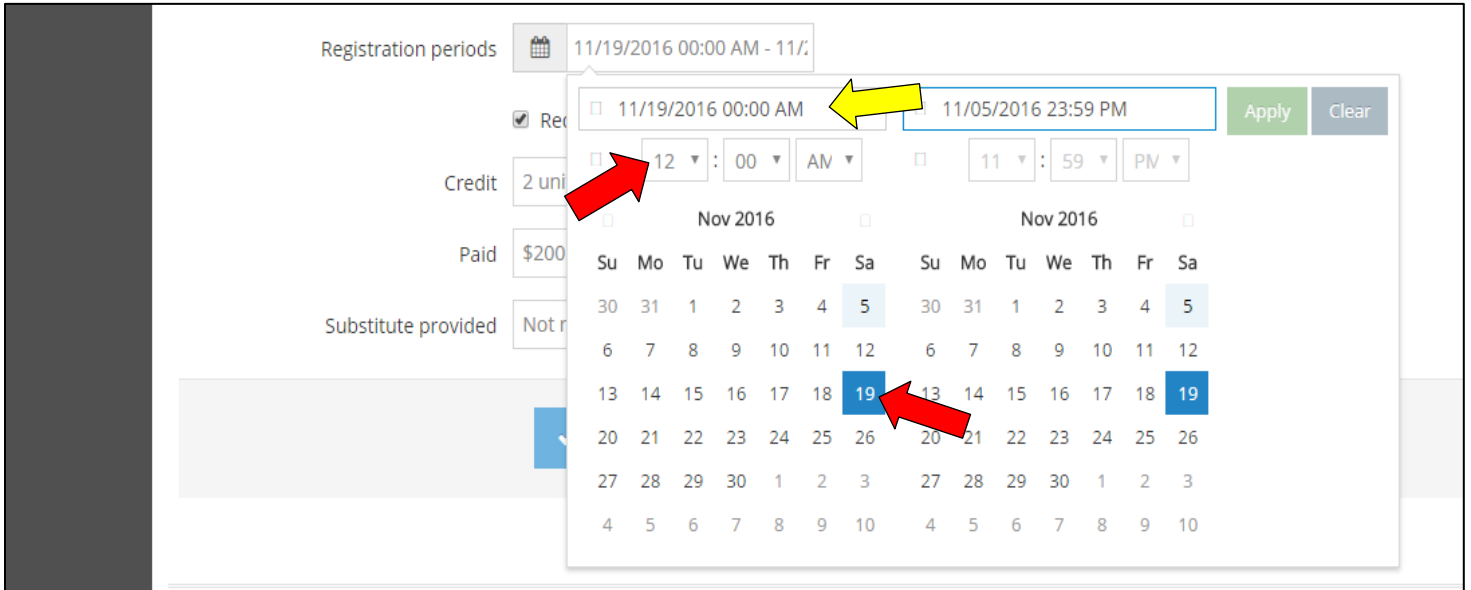 Registration periods 11/19/2016 00:00 AM - 11/
11/19/2016 00:00 AM 11/05/2016 23:59 PM Apply Clear
12 : 00 AM 11 : 59 PM
Credit 2 uni
Nov 2016 Nov 2016
Paid $200
Su Mo Tu We Th Fr Sa Su Mo Tu We Th Fr Sa
30 31 1 2 3 4 5 30 31 1 2 3 4 5
Substitute provided Not
6 7 8 9 10 11 12 6 7 8 9 10 11 12
13 14 15 16 17 18 19 13 14 15 16 17 18 19
20 21 22 23 24 25 26 20 21 22 23 24 25 26
27 28 29 30 1 2 3 27 28 29 30 1 2 3
4 5 6 7 8 9 10 4 5 6 7 8 9 10